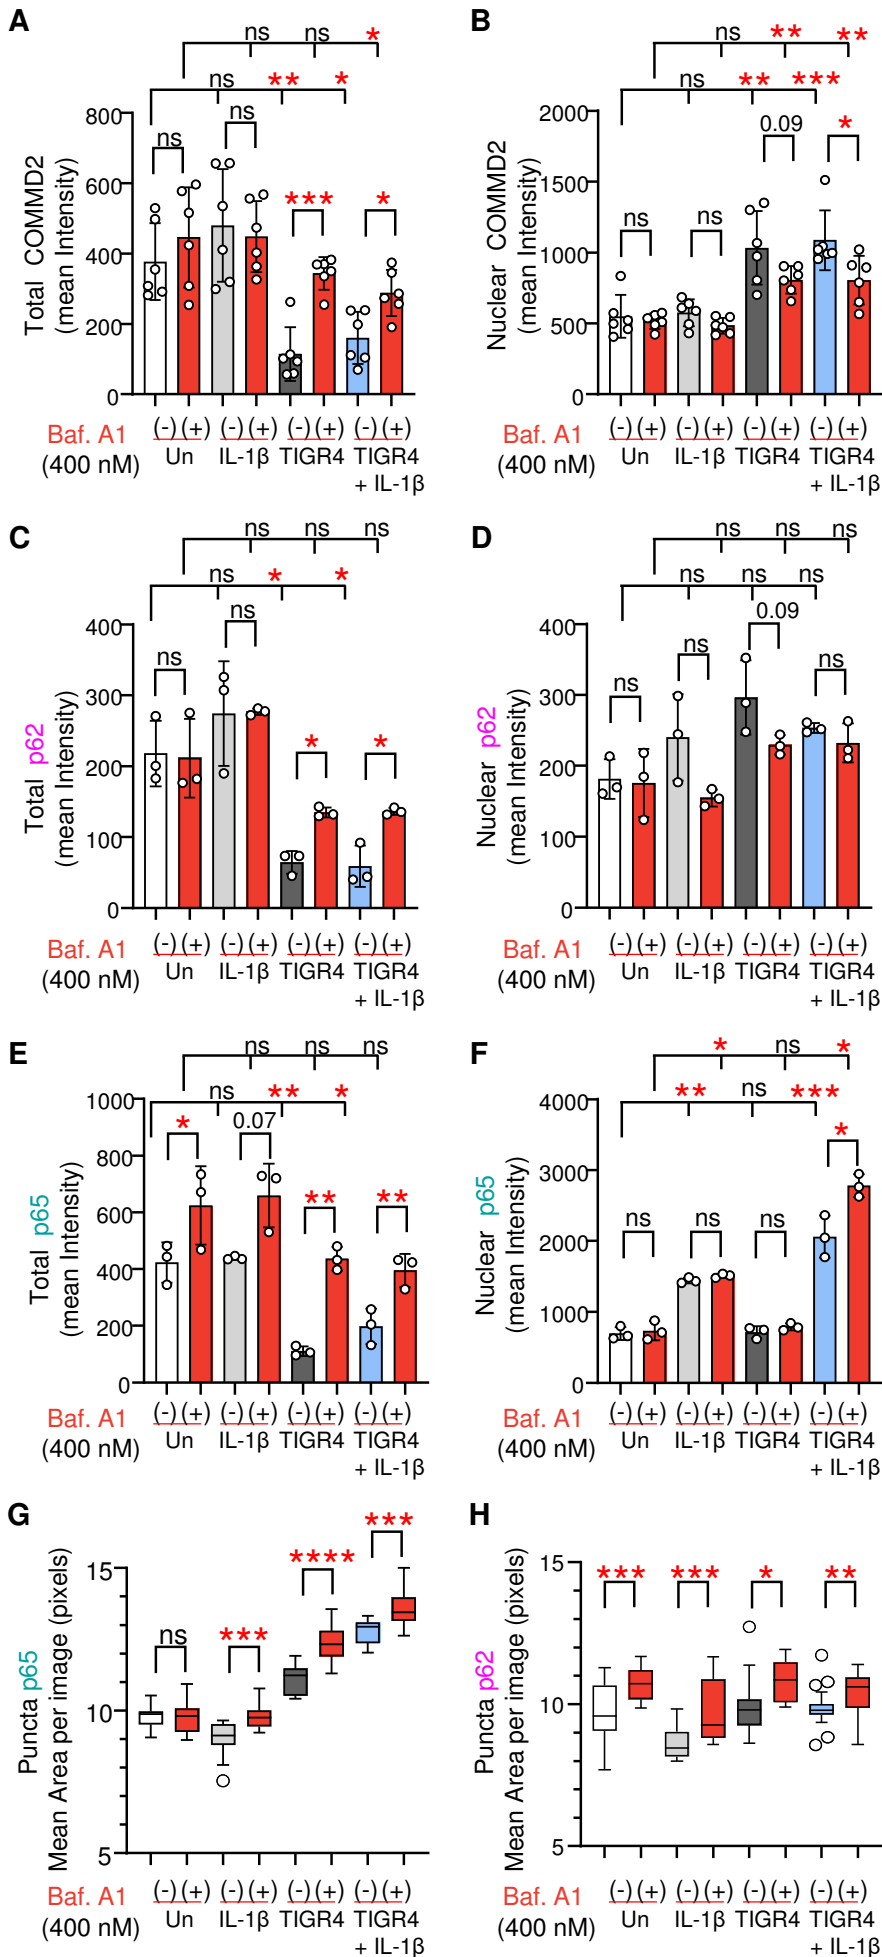 A
ns ns *
ns ** *
ns ns *** *
Total COMMD2
(mean Intensity)
800
600
400
200
0
Baf. A1 (-) (+) (-) (+) (-) (+) (-) (+)
(400 nM) Un IL-1β TIGR4 TIGR4
+ IL-1β
B
ns ** **
ns ** ***
ns ns 0.09 *
Nuclear COMMD2
(mean Intensity)
2000
1500
1000
500
0
Baf. A1 (-) (+) (-) (+) (-) (+) (-) (+)
(400 nM) Un IL-1β TIGR4 TIGR4
+ IL-1β
C
ns ns ns
ns * *
ns ns * *
Total p62
(mean Intensity)
400
300
200
100
0
Baf. A1 (-) (+) (-) (+) (-) (+) (-) (+)
(400 nM) Un IL-1β TIGR4 TIGR4
+ IL-1β
D
ns ns ns
ns ns ns
ns ns 0.09 ns
Nuclear p62
(mean Intensity)
400
300
200
100
0
Baf. A1 (-) (+) (-) (+) (-) (+) (-) (+)
(400 nM) Un IL-1β TIGR4 TIGR4
+ IL-1β
E
ns ns ns
ns ** *
* 0.07 ** **
Total p65
(mean Intensity)
1000
800
600
400
200
0
Baf. A1 (-) (+) (-) (+) (-) (+) (-) (+)
(400 nM) Un IL-1β TIGR4 TIGR4
+ IL-1β
F
* ns *
** ns ***
ns ns ns *
Nuclear p65
(mean Intensity)
4000
3000
2000
1000
0
Baf. A1 (-) (+) (-) (+) (-) (+) (-) (+)
(400 nM) Un IL-1β TIGR4 TIGR4
+ IL-1β
G
ns *** **** ***
Puncta p65
Mean Area per image (pixels)
15
10
5
Baf. A1 (-) (+) (-) (+) (-) (+) (-) (+)
(400 nM) Un IL-1β TIGR4 TIGR4
+ IL-1β
H
*** *** * **
Puncta p62
Mean Area per image (pixels)
15
10
5
Baf. A1 (-) (+) (-) (+) (-) (+) (-) (+)
(400 nM) Un IL-1β TIGR4 TIGR4
+ IL-1β